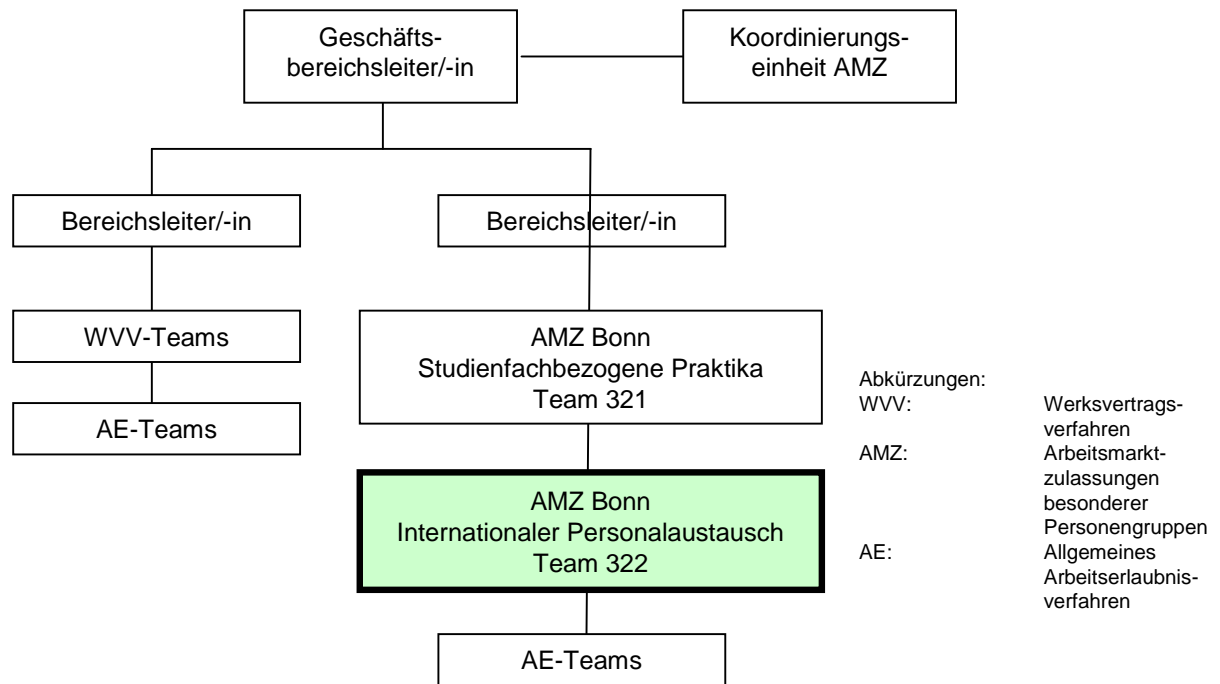 Geschäfts-
bereichsleiter/-in
Koordinierungs-
einheit AMZ
Bereichsleiter/-in
Bereichsleiter/-in
WVV-Teams
AE-Teams
AMZ Bonn
Studienfachbezogene Praktika
Team 321
AMZ Bonn
Internationaler Personalaustausch
Team 322
AE-Teams
Abkürzungen:
WVV: Werksvertrags-
verfahren
AMZ: Arbeitsmarkt-
zulassungen
besonderer
Personengruppen
AE: Allgemeines
Arbeitserlaubnis-
verfahren